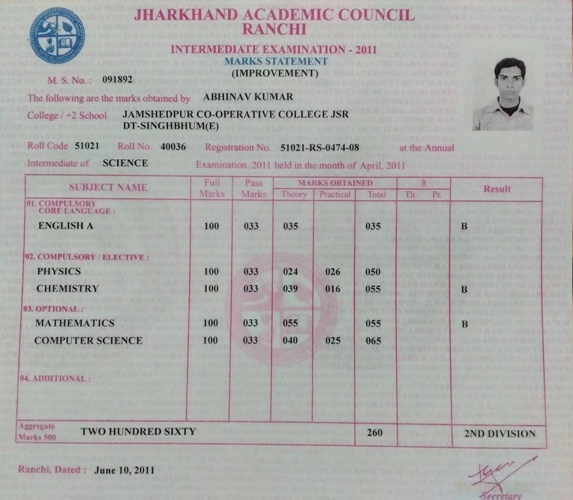 JHARKHAND ACADEMIC COUNCIL
RANCHI
INTERMEDIATE EXAMINATION - 2011
MARKS STATEMENT
(IMPROVEMENT)
M. S. No. : 091892
The following are the marks obtained by ABHINAV KUMAR
College / +2 School JAMSHEDPUR CO-OPERATIVE COLLEGE JSR
DT-SINGHBHUM(E)
Roll Code 51021 Roll No. 40036 Registration No. 51021-RS-0474-08 at the Annual
Intermediate of SCIENCE Examination, 2011 held in the month of April, 2011
SUBJECT NAME Full Marks Pass Marks MARKS OBTAINED R Result
Theory Practical Total Th. Pr.
01. COMPULSORY
CORE LANGUAGE :
ENGLISH A 100 033 035 035 B
02. COMPULSORY / ELECTIVE :
PHYSICS 100 033 024 026 050
CHEMISTRY 100 033 039 016 055 B
03. OPTIONAL :
MATHEMATICS 100 033 055 055 B
COMPUTER SCIENCE 100 033 040 025 065
04. ADDITIONAL :
Aggregate
Marks 500 TWO HUNDRED SIXTY 260 2ND DIVISION
Ranchi, Dated : June 10, 2011
Secretary